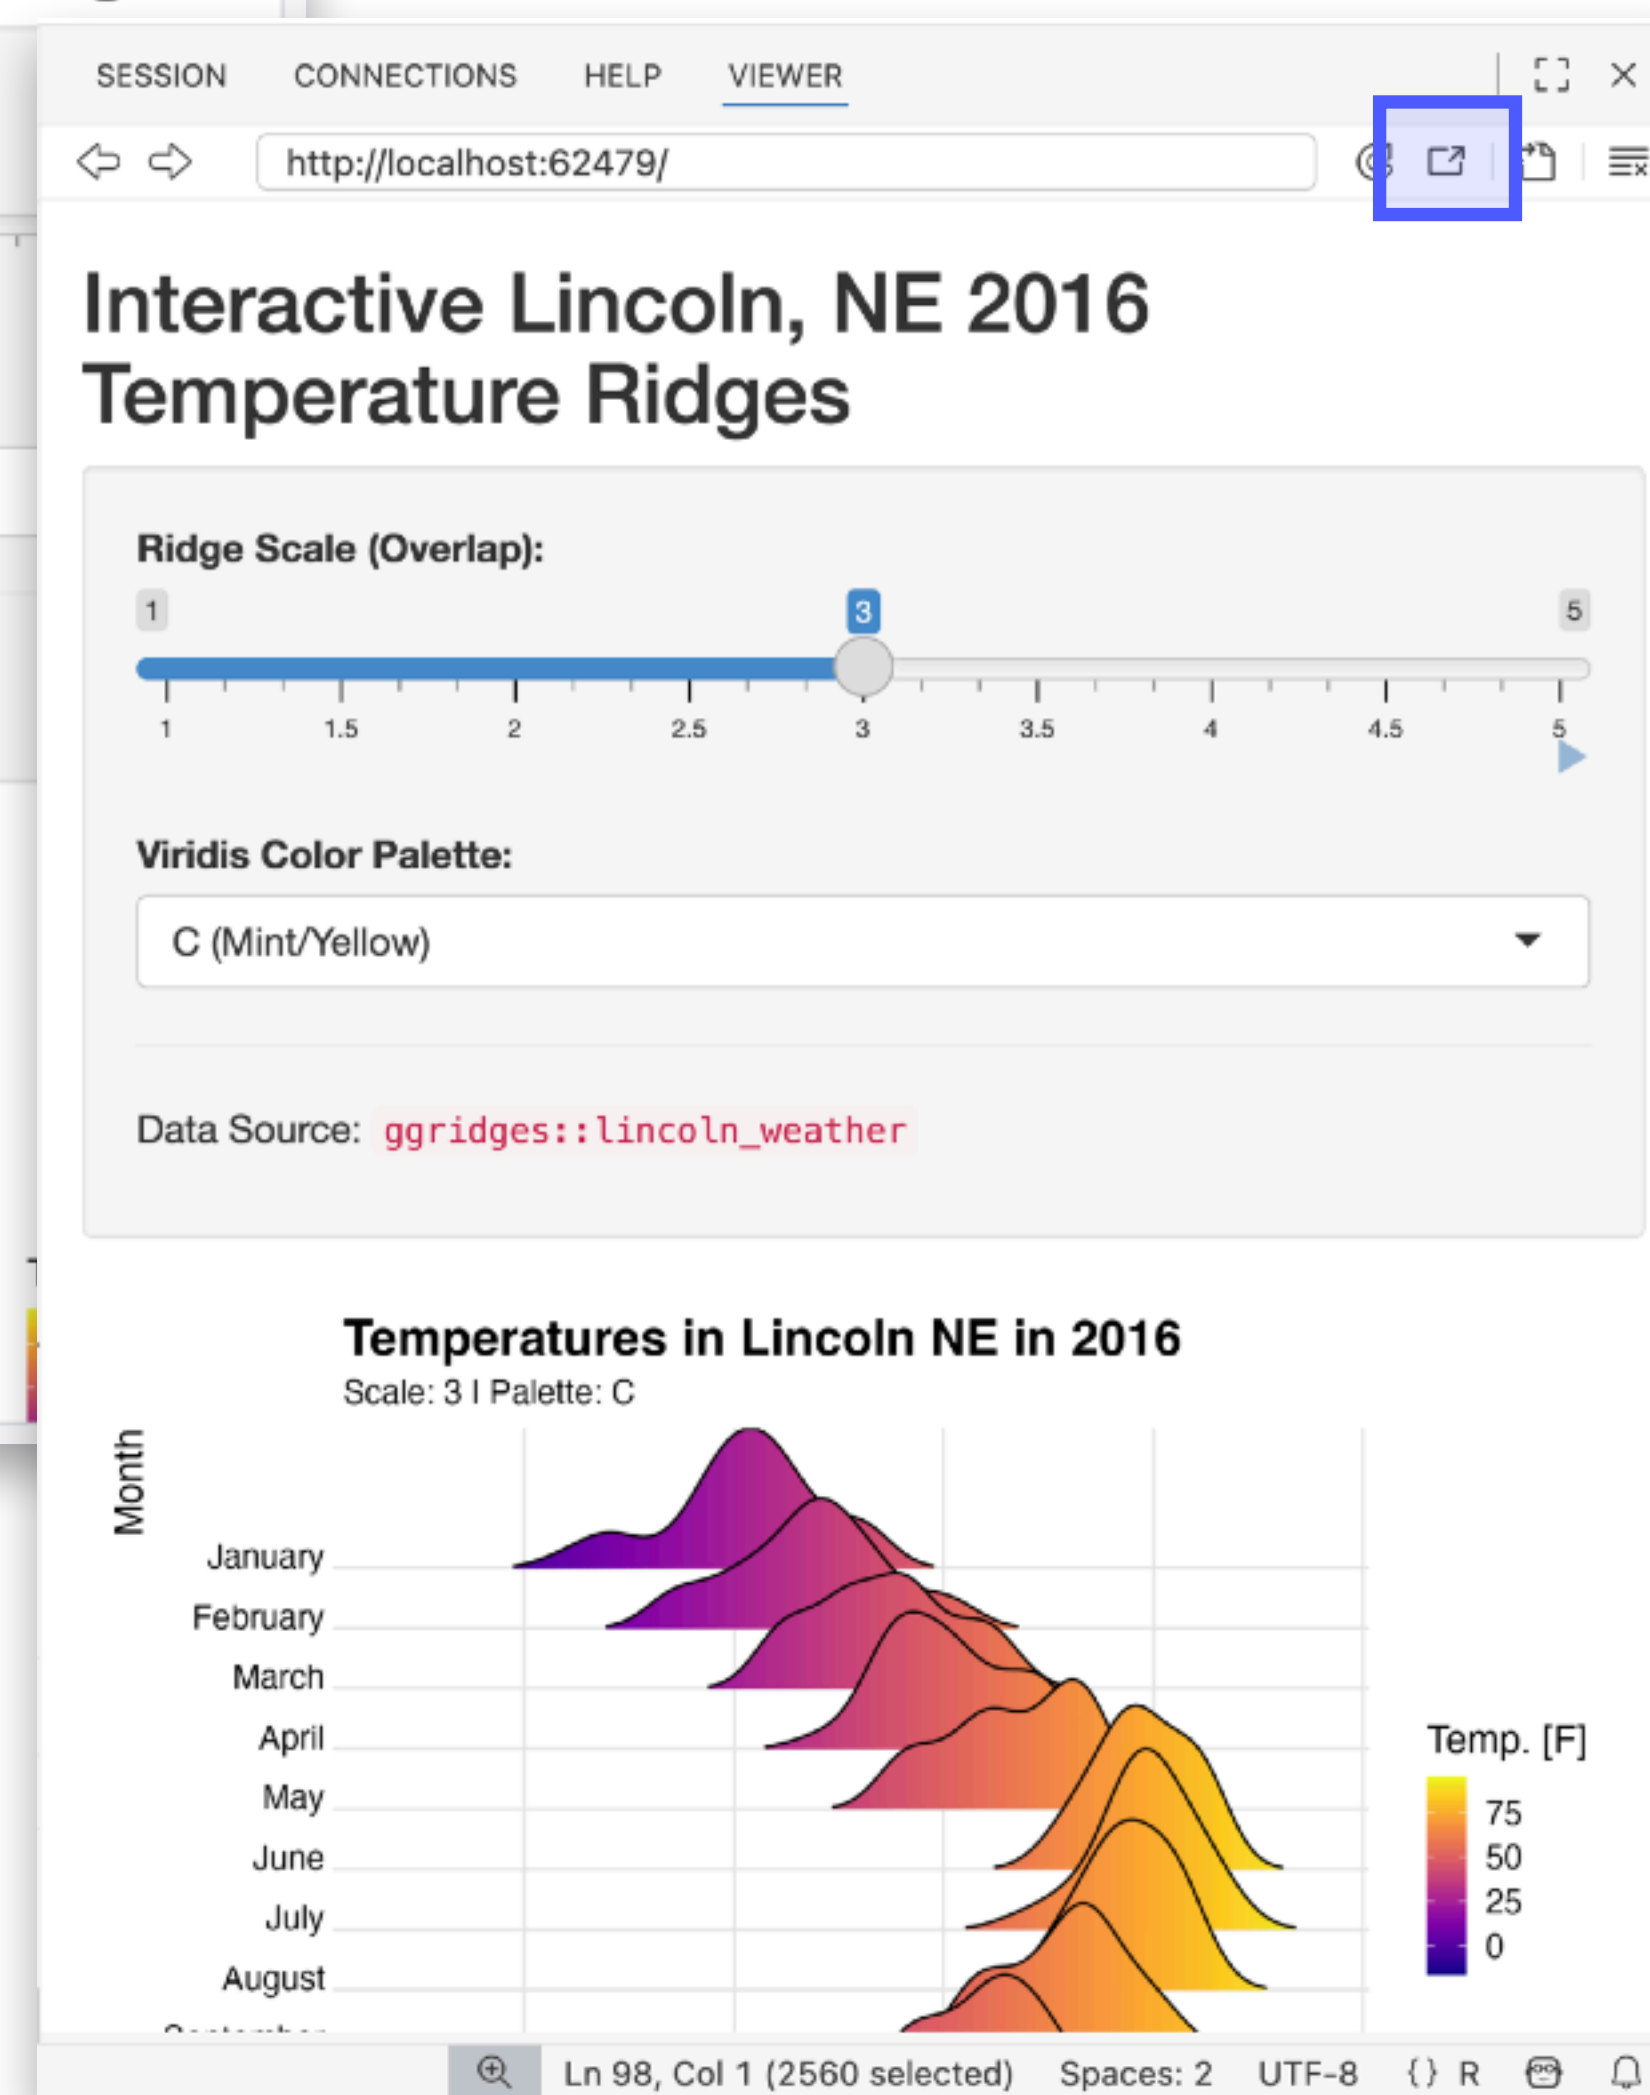 SESSION CONNECTIONS HELP VIEWER
http://localhost:62479/
Interactive Lincoln, NE 2016
Temperature Ridges
Ridge Scale (Overlap):
1 3 5
1 1.5 2 2.5 3 3.5 4 4.5 5
Viridis Color Palette:
C (Mint/Yellow)
Data Source: ggridges::lincoln_weather
Temperatures in Lincoln NE in 2016
Scale: 3 | Palette: C
Month
January
February
March
April
May
June
July
August
Temp. [F]
75
50
25
0
Ln 98, Col 1 (2560 selected) Spaces: 2 UTF-8 {} R